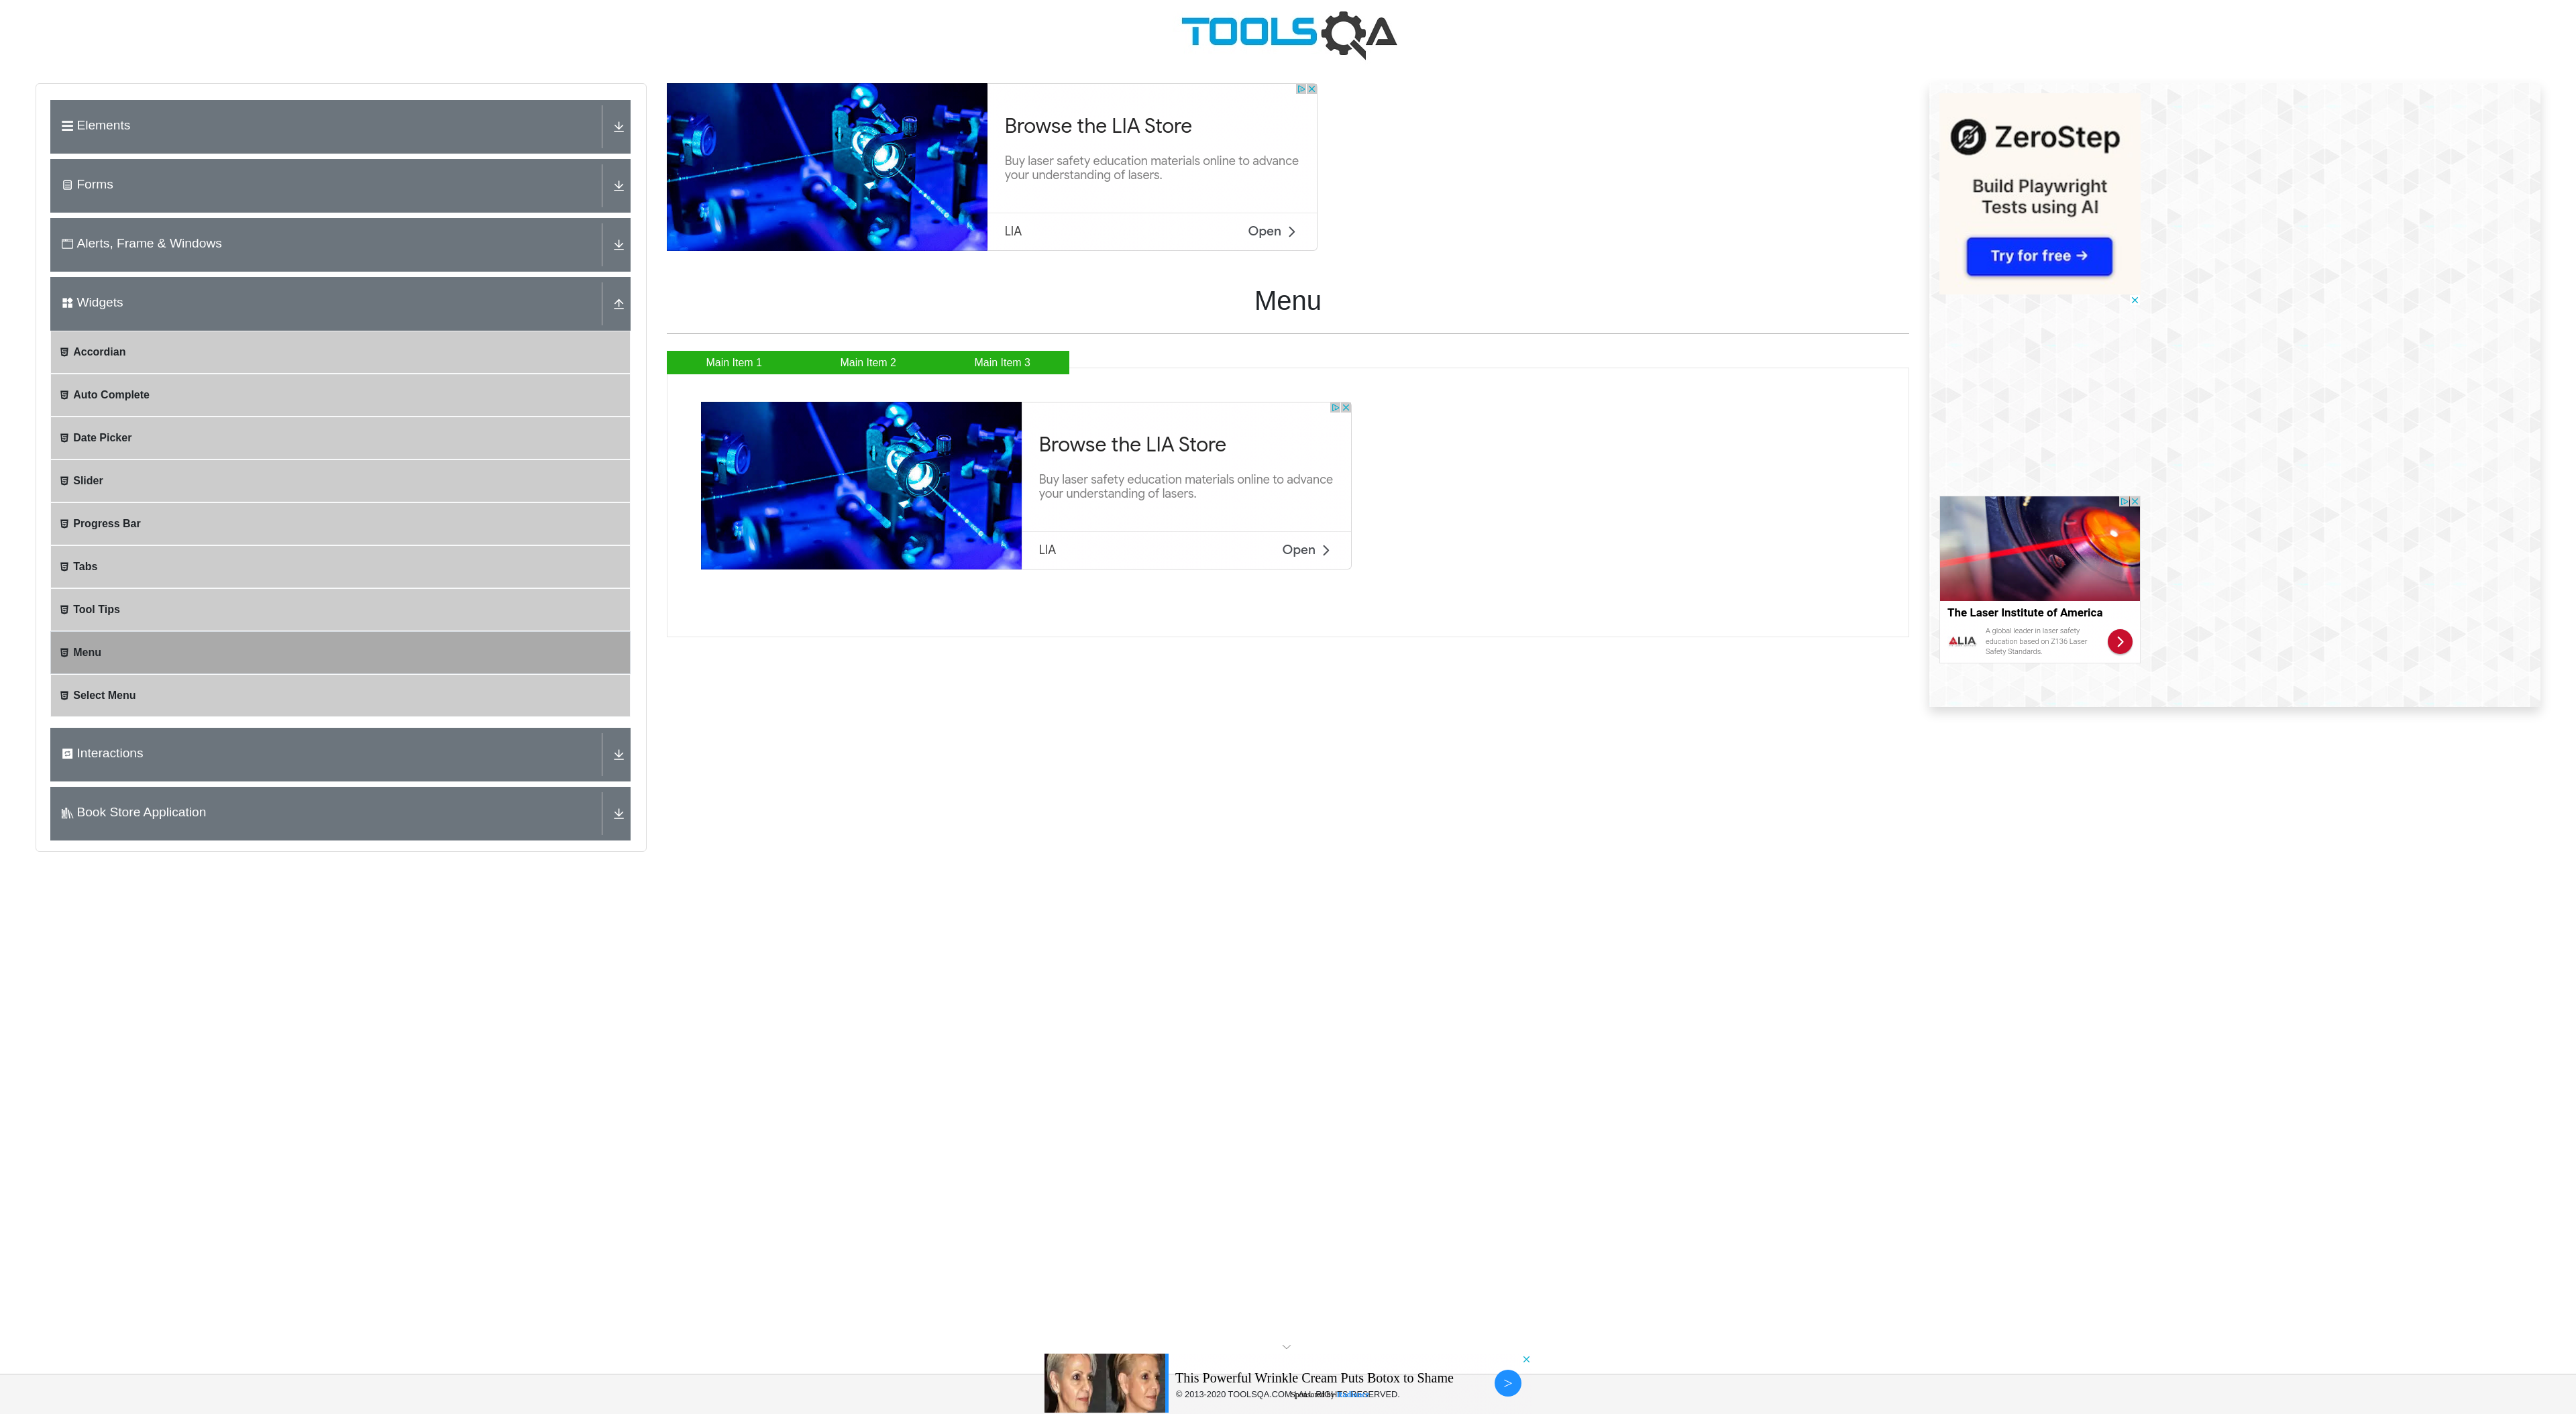 TOOLSQA
Elements
Forms
Alerts, Frame & Windows
Widgets
Accordian
Auto Complete
Date Picker
Slider
Progress Bar
Tabs
Tool Tips
Menu
Select Menu
Interactions
Book Store Application
Browse the LIA Store
Buy laser safety education materials online to advance
your understanding of lasers.
LIA
Open
Menu
Main Item 1
Main Item 2
Main Item 3
Browse the LIA Store
Buy laser safety education materials online to advance
your understanding of lasers.
LIA
Open
ZeroStep
Build Playwright
Tests using AI
Try for free →
The Laser Institute of America
LIA
A global leader in laser safety
education based on Z136 Laser
Safety Standards.
This Powerful Wrinkle Cream Puts Botox to Shame
© 2013-2020 TOOLSQA.COM | ALL RIGHTS RESERVED.